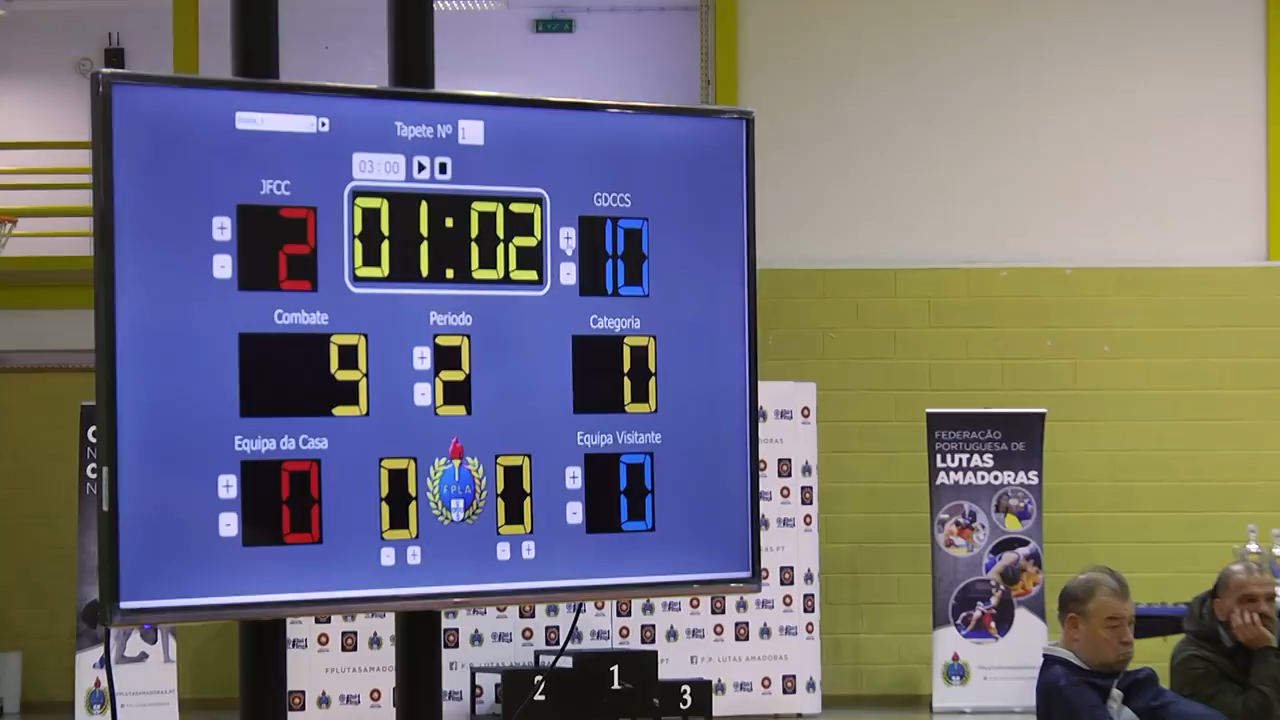 Tapete Nº 1
03:00
JFCC
GDCCS
2
01:02
10
+
-
+
-
Combate
Periodo
Categoria
9
+
-
2
0
Equipa da Casa
Equipa Visitante
+
-
0
0
FPLA
0
+
-
0
- +
- +
FEDERAÇÃO
PORTUGUESA DE
LUTAS
AMADORAS
F.P. LUTAS AMADORAS
FPLUTASAMADO
2
1
3